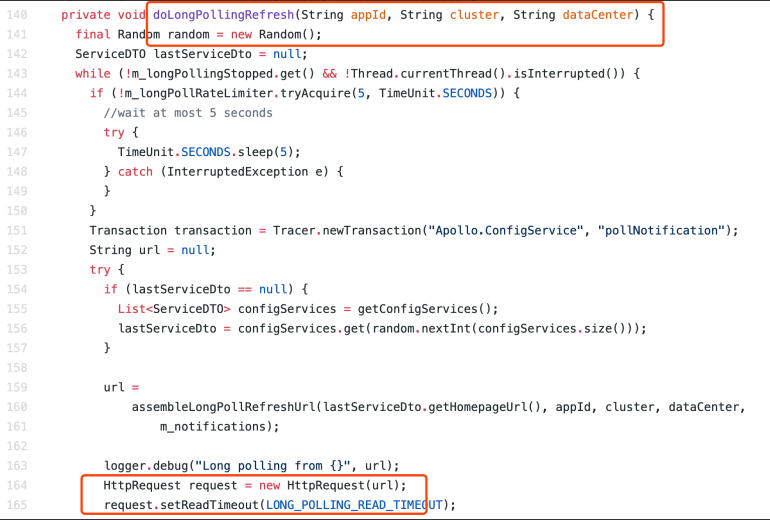 140 private void doLongPollingRefresh(String appId, String cluster, String dataCenter) {
141 final Random random = new Random();
142 ServiceDTO lastServiceDto = null;
143 while (!m_longPollingStopped.get() && !Thread.currentThread().isInterrupted()) {
144 if (!m_longPollRateLimiter.tryAcquire(5, TimeUnit.SECONDS)) {
145 //wait at most 5 seconds
146 try {
147 TimeUnit.SECONDS.sleep(5);
148 } catch (InterruptedException e) {
149 }
150 }
151 Transaction transaction = Tracer.newTransaction("Apollo.ConfigService", "pollNotification");
152 String url = null;
153 try {
154 if (lastServiceDto == null) {
155 List<ServiceDTO> configServices = getConfigServices();
156 lastServiceDto = configServices.get(random.nextInt(configServices.size()));
157 }
158
159 url =
160 assembleLongPollRefreshUrl(lastServiceDto.getHomepageUrl(), appId, cluster, dataCenter,
161 m_notifications);
162
163 logger.debug("Long polling from {}", url);
164 HttpRequest request = new HttpRequest(url);
165 request.setReadTimeout(LONG_POLLING_READ_TIMEOUT);